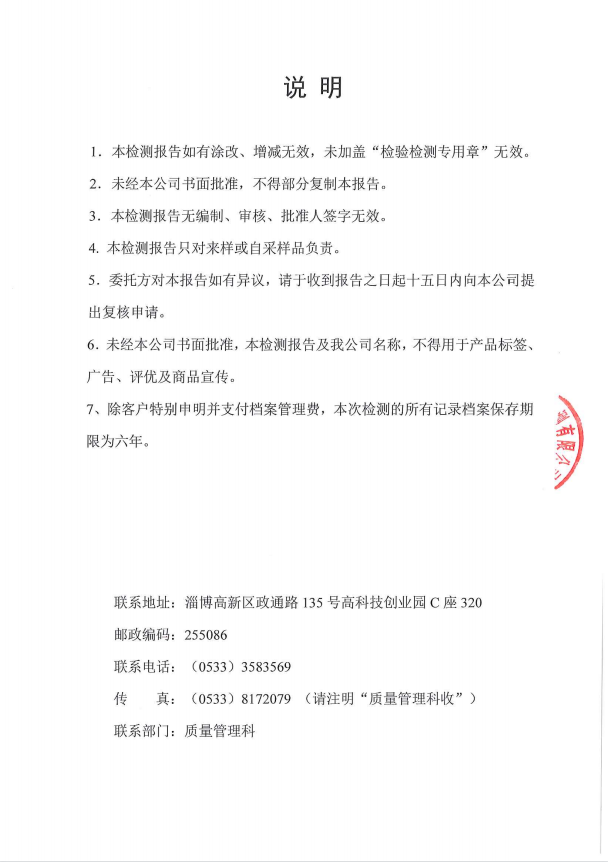 说 明
1．本检测报告如有涂改、增减无效，未加盖“检验检测专用章”无效。
2．未经本公司书面批准，不得部分复制本报告。
3．本检测报告无编制、审核、批准人签字无效。
4. 本检测报告只对来样或自采样品负责。
5．委托方对本报告如有异议，请于收到报告之日起十五日内向本公司提
出复核申请。
6．未经本公司书面批准，本检测报告及我公司名称，不得用于产品标签、
广告、评优及商品宣传。
7、除客户特别申明并支付档案管理费，本次检测的所有记录档案保存期
限为六年。
有限公
联系地址：淄博高新区政通路 135 号高科技创业园 C 座 320
邮政编码：255086
联系电话：（0533）3583569
传 真：（0533）8172079 （请注明“质量管理科收”）
联系部门：质量管理科